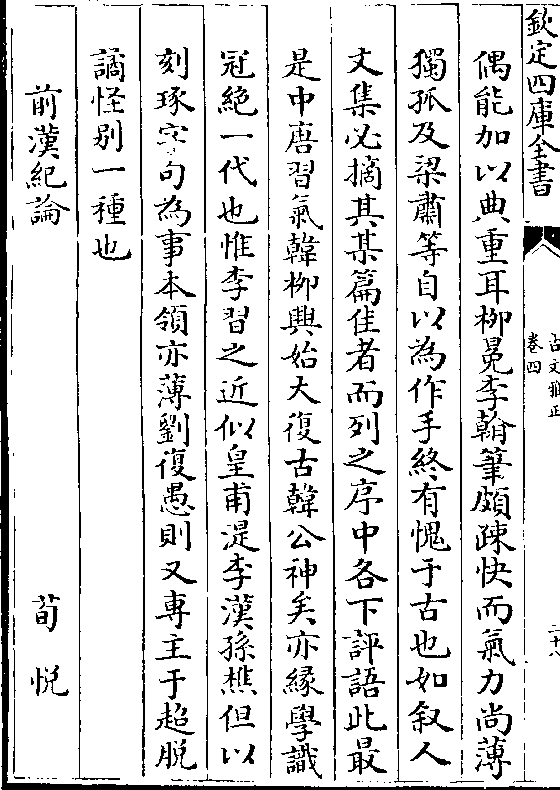 欽定四庫全書
古文雅正
卷四
二十八
偶能加以典重耳柳冕李翰筆頗疎快而氣力尚薄
獨孤及梁肅等自以為作手終有愧于古也如叙人
文集必摘其某篇佳者而列之序中各下評語此最
是中唐習氣韓柳興始大復古韓公神矣亦緣學識
冠絕一代也惟李習之近似皇甫湜李漢孫樵但以
刻琢字句為事本領亦薄劉復愚則又專主于超脱
譎怪别一種也
前漢紀論
荀悦